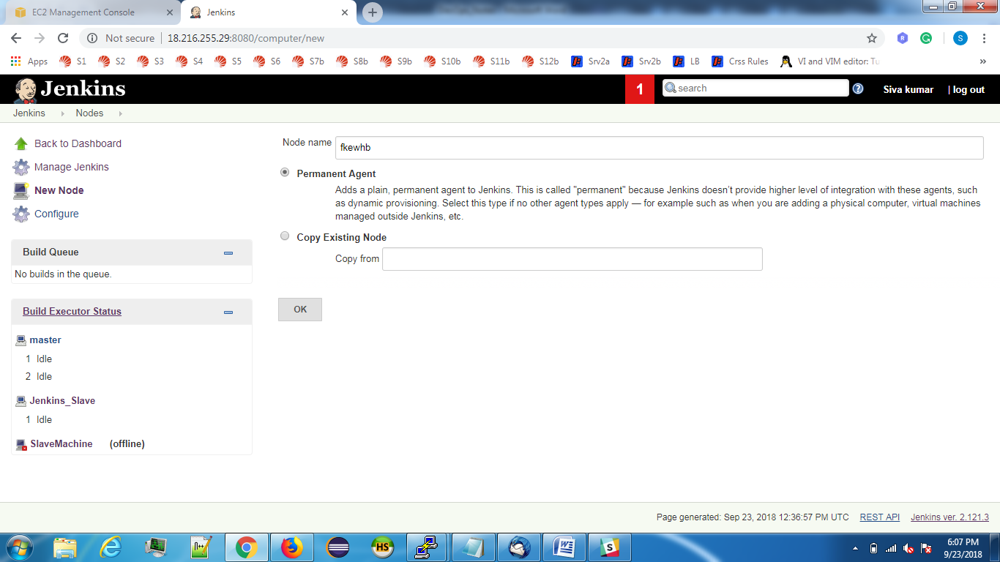 EC2 Management Console
Jenkins
Not secure 18.216.255.29:8080/computer/new
Apps S1 S2 S3 S4 S5 S6 S7b S8b S9b S10b S11b S12b Srv2a Srv2b LB Crss Rules VI and VIM editor: Tu »
Jenkins 1 search Siva kumar | log out
Jenkins Nodes
Back to Dashboard
Manage Jenkins
New Node
Configure
Build Queue
No builds in the queue.
Build Executor Status
master
1 Idle
2 Idle
Jenkins_Slave
1 Idle
SlaveMachine (offline)
Node name fkewhb
Permanent Agent
Adds a plain, permanent agent to Jenkins. This is called "permanent" because Jenkins doesn't provide higher level of integration with these agents, such
as dynamic provisioning. Select this type if no other agent types apply — for example such as when you are adding a physical computer, virtual machines
managed outside Jenkins, etc.
Copy Existing Node
Copy from
OK
Page generated: Sep 23, 2018 12:36:57 PM UTC REST API Jenkins ver. 2.121.3
6:07 PM
9/23/2018